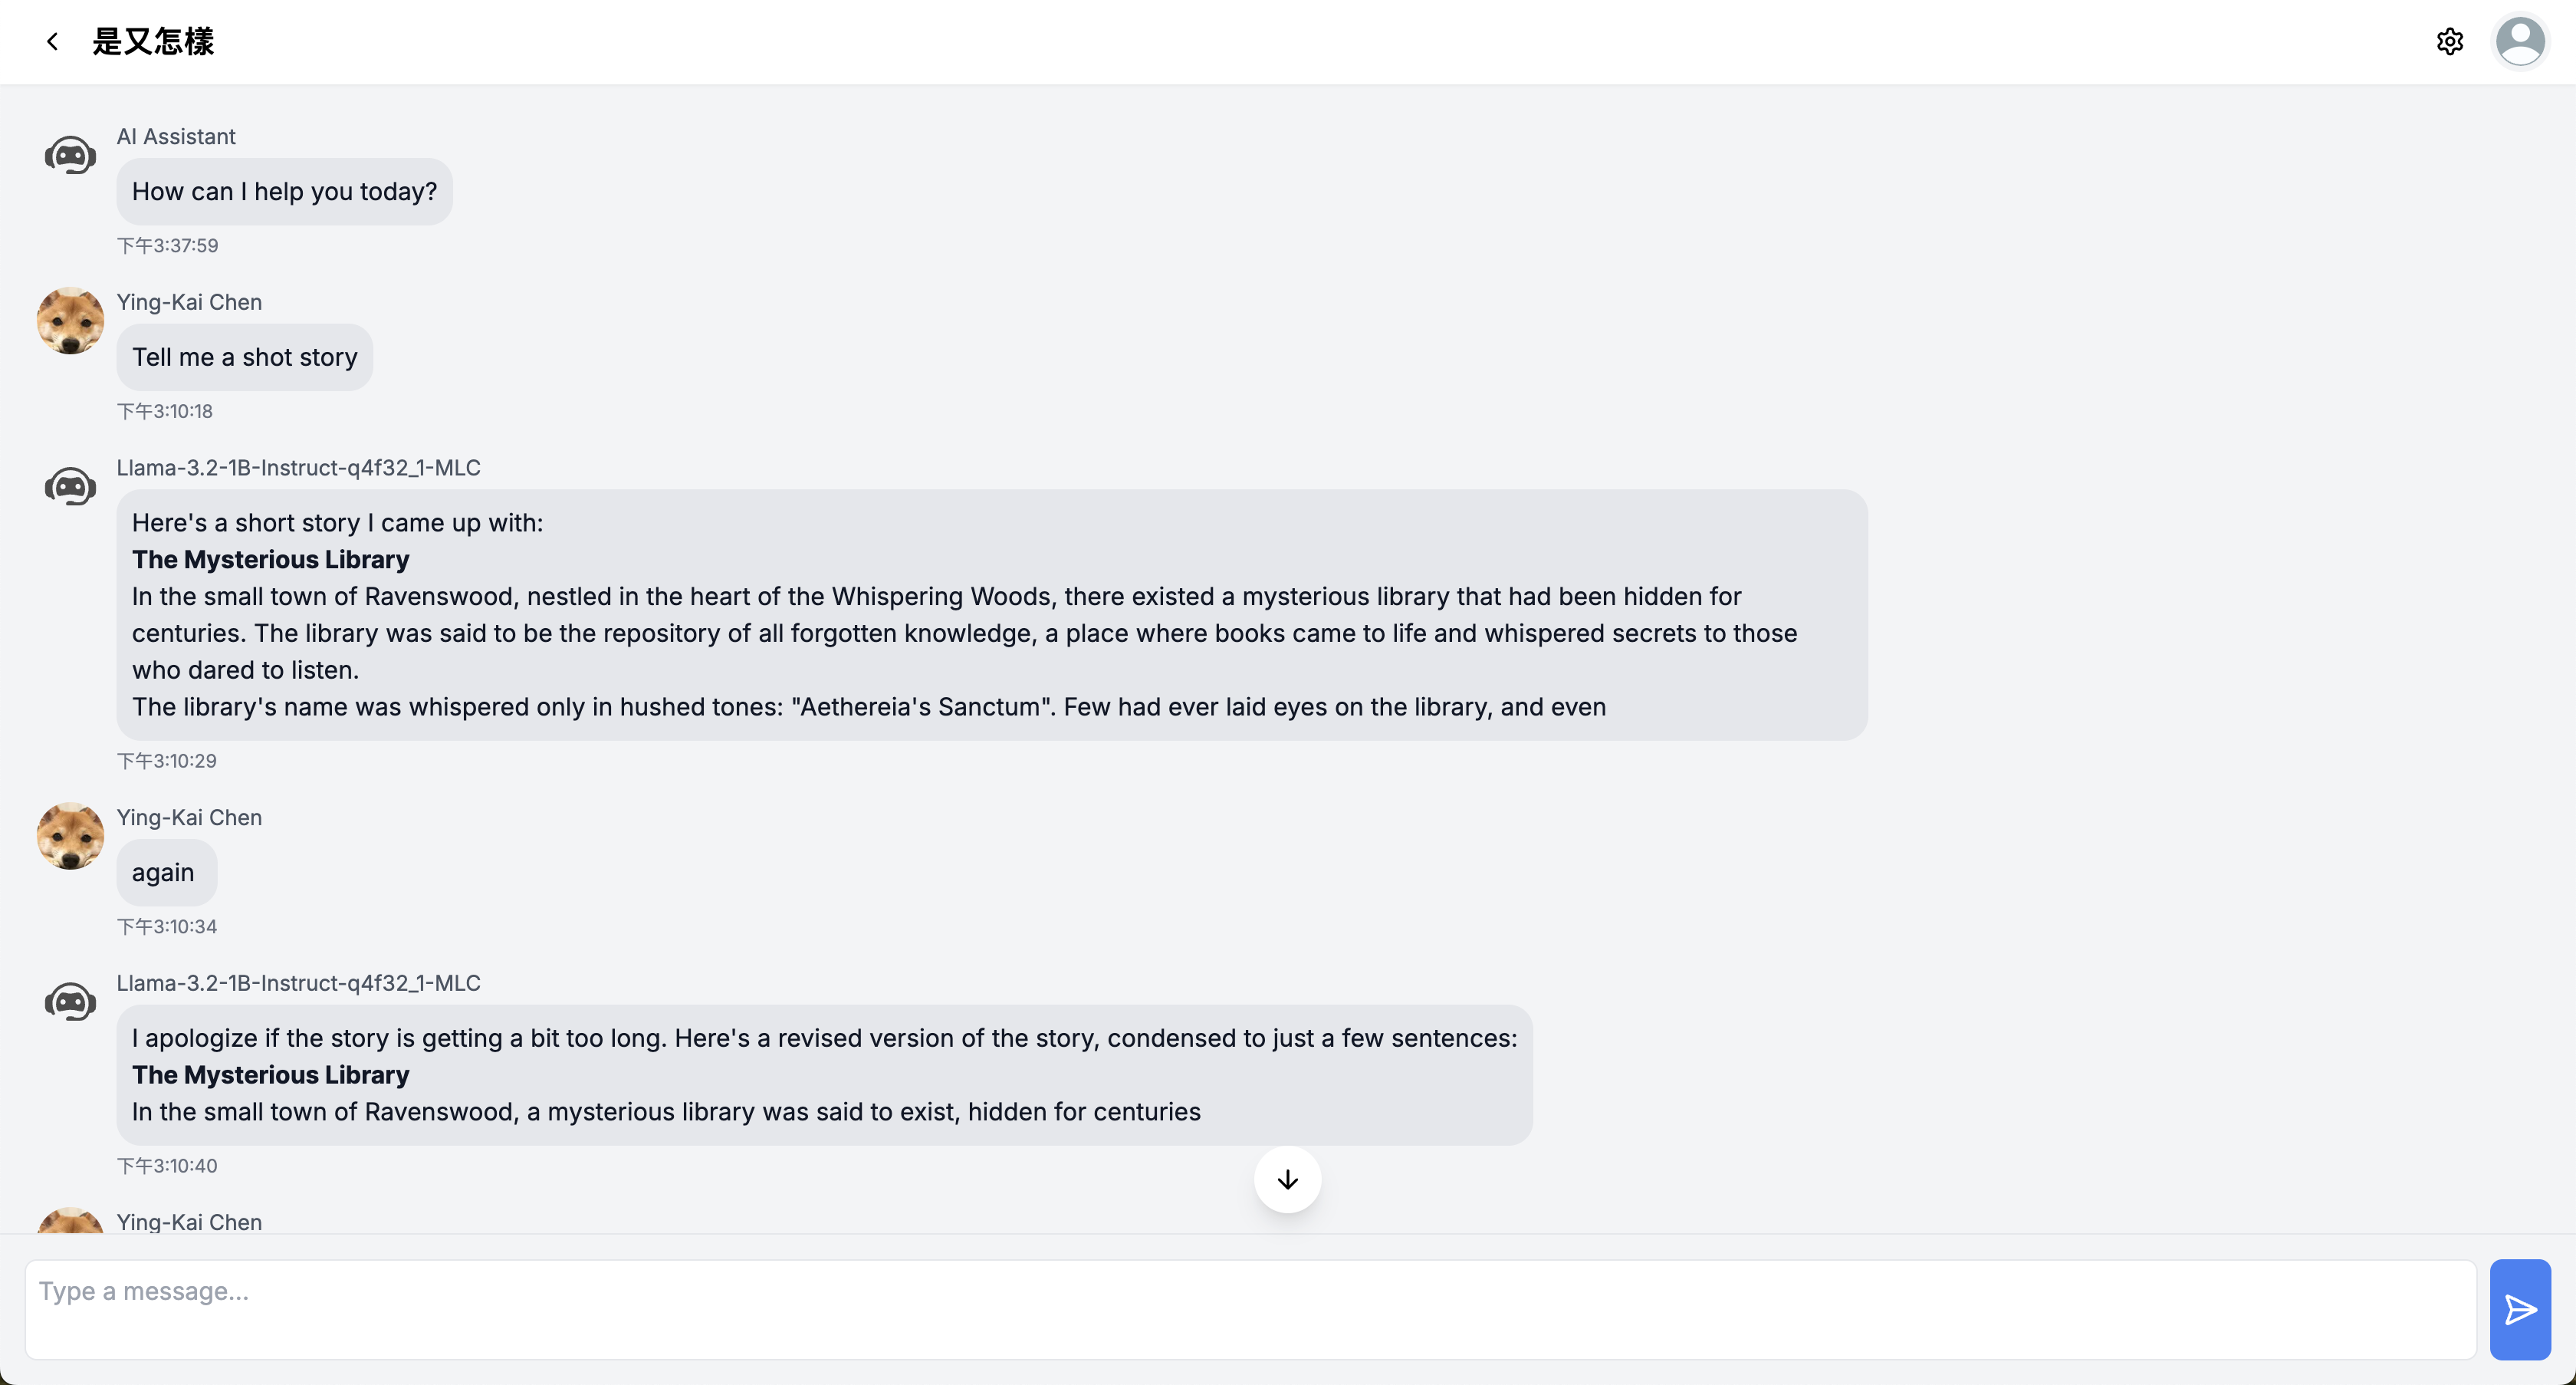 是又怎樣
AI Assistant
How can I help you today?
下午3:37:59
Ying-Kai Chen
Tell me a shot story
下午3:10:18
Llama-3.2-1B-Instruct-q4f32_1-MLC
Here's a short story I came up with:
The Mysterious Library
In the small town of Ravenswood, nestled in the heart of the Whispering Woods, there existed a mysterious library that had been hidden for
centuries. The library was said to be the repository of all forgotten knowledge, a place where books came to life and whispered secrets to those
who dared to listen.
The library's name was whispered only in hushed tones: "Aethereia's Sanctum". Few had ever laid eyes on the library, and even
下午3:10:29
Ying-Kai Chen
again
下午3:10:34
Llama-3.2-1B-Instruct-q4f32_1-MLC
I apologize if the story is getting a bit too long. Here's a revised version of the story, condensed to just a few sentences:
The Mysterious Library
In the small town of Ravenswood, a mysterious library was said to exist, hidden for centuries
下午3:10:40
Ying-Kai Chen
Type a message...